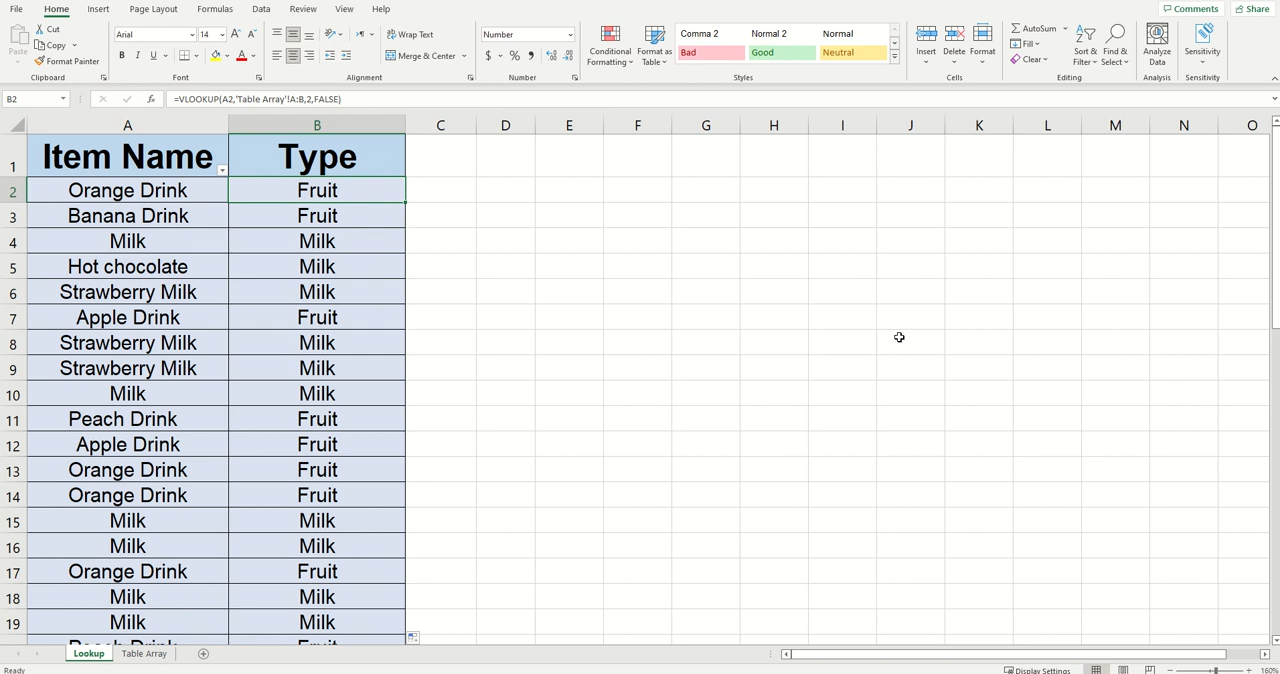 File Home Insert Page Layout Formulas Data Review View Help Comments Share
Paste Cut Copy Format Painter Clipboard
Arial 14 A A B I U A Font
Wrap Text Merge & Center Alignment
Number $ % Number
Conditional Formatting Format as Table
Comma 2 Normal 2 Normal
Bad Good Neutral
Styles
Insert Delete Format Cells
AutoSum Fill Clear Sort & Filter Find & Select Editing
Analyze Data Analysis
Sensitivity Sensitivity
B2 fx =VLOOKUP(A2,'Table Array'!A:B,2,FALSE)
A B C D E F G H I J K L M N O
1 Item Name Type
2 Orange Drink Fruit
3 Banana Drink Fruit
4 Milk Milk
5 Hot chocolate Milk
6 Strawberry Milk Milk
7 Apple Drink Fruit
8 Strawberry Milk Milk
9 Strawberry Milk Milk
10 Milk Milk
11 Peach Drink Fruit
12 Apple Drink Fruit
13 Orange Drink Fruit
14 Orange Drink Fruit
15 Milk Milk
16 Milk Milk
17 Orange Drink Fruit
18 Milk Milk
19 Milk Milk
Peach Drink Fruit
Lookup Table Array
Ready Display Settings 160%